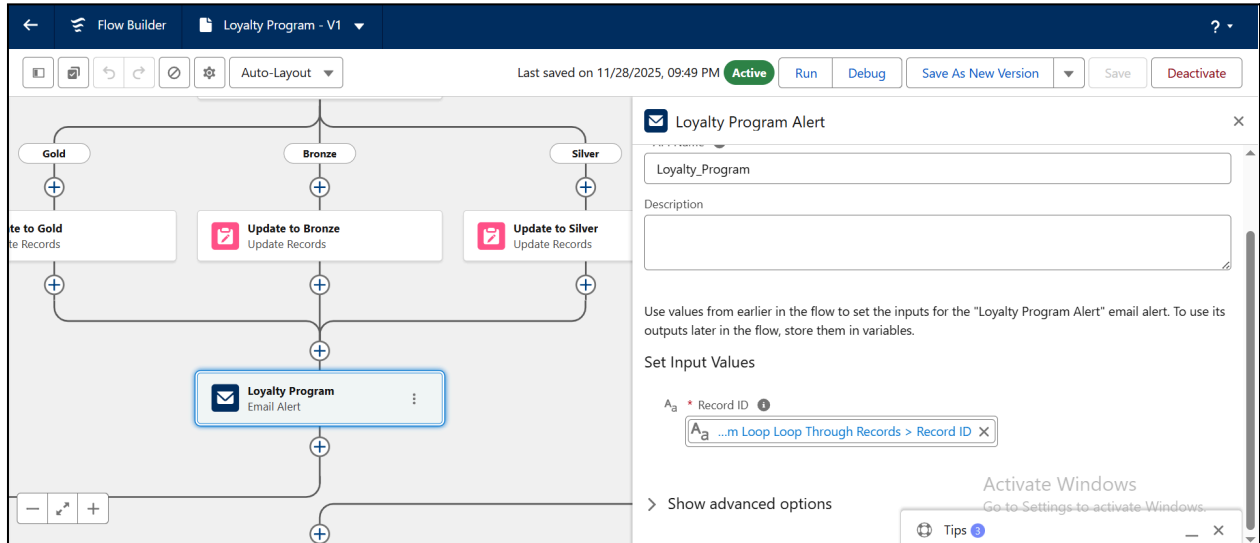 Flow Builder
Loyalty Program - V1
?
Auto-Layout
Last saved on 11/28/2025, 09:49 PM
Active
Run
Debug
Save As New Version
Save
Deactivate
Gold
Bronze
Silver
te to Gold
te Records
Update to Bronze
Update Records
Update to Silver
Update Records
Loyalty Program
Email Alert
Loyalty Program Alert
API Name
Loyalty_Program
Description
Use values from earlier in the flow to set the inputs for the "Loyalty Program Alert" email alert. To use its
outputs later in the flow, store them in variables.
Set Input Values
Aa * Record ID
Aa ...m Loop Loop Through Records > Record ID
Show advanced options
Activate Windows
Go to Settings to activate Windows.
Tips 3